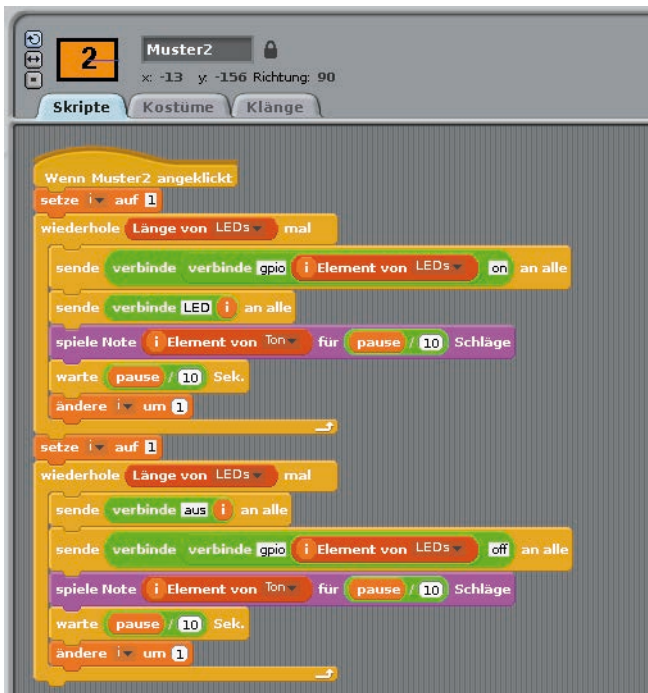 2
Muster2
x: -13 y: -156 Richtung: 90
Skripte Kostüme Klänge
Wenn Muster2 angeklickt
setze i auf 1
wiederhole Länge von LEDs mal
sende verbinde verbinde gpio i Element von LEDs on an alle
sende verbinde LED i an alle
spiele Note i Element von Ton für pause / 10 Schläge
warte pause / 10 Sek.
ändere i um 1
setze i auf 1
wiederhole Länge von LEDs mal
sende verbinde aus i an alle
sende verbinde verbinde gpio i Element von LEDs off an alle
spiele Note i Element von Ton für pause / 10 Schläge
warte pause / 10 Sek.
ändere i um 1